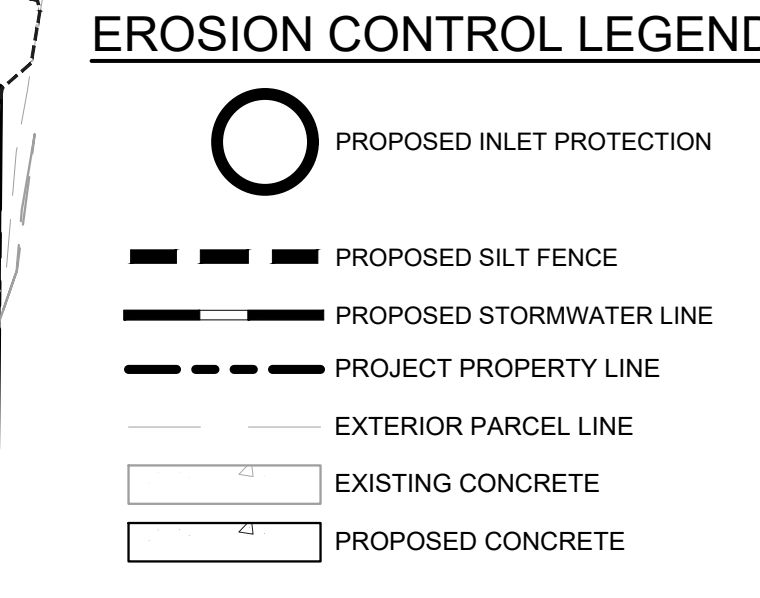 EROSION CONTROL LEGEND
PROPOSED INLET PROTECTION
PROPOSED SILT FENCE
PROPOSED STORMWATER LINE
PROJECT PROPERTY LINE
EXTERIOR PARCEL LINE
EXISTING CONCRETE
PROPOSED CONCRETE